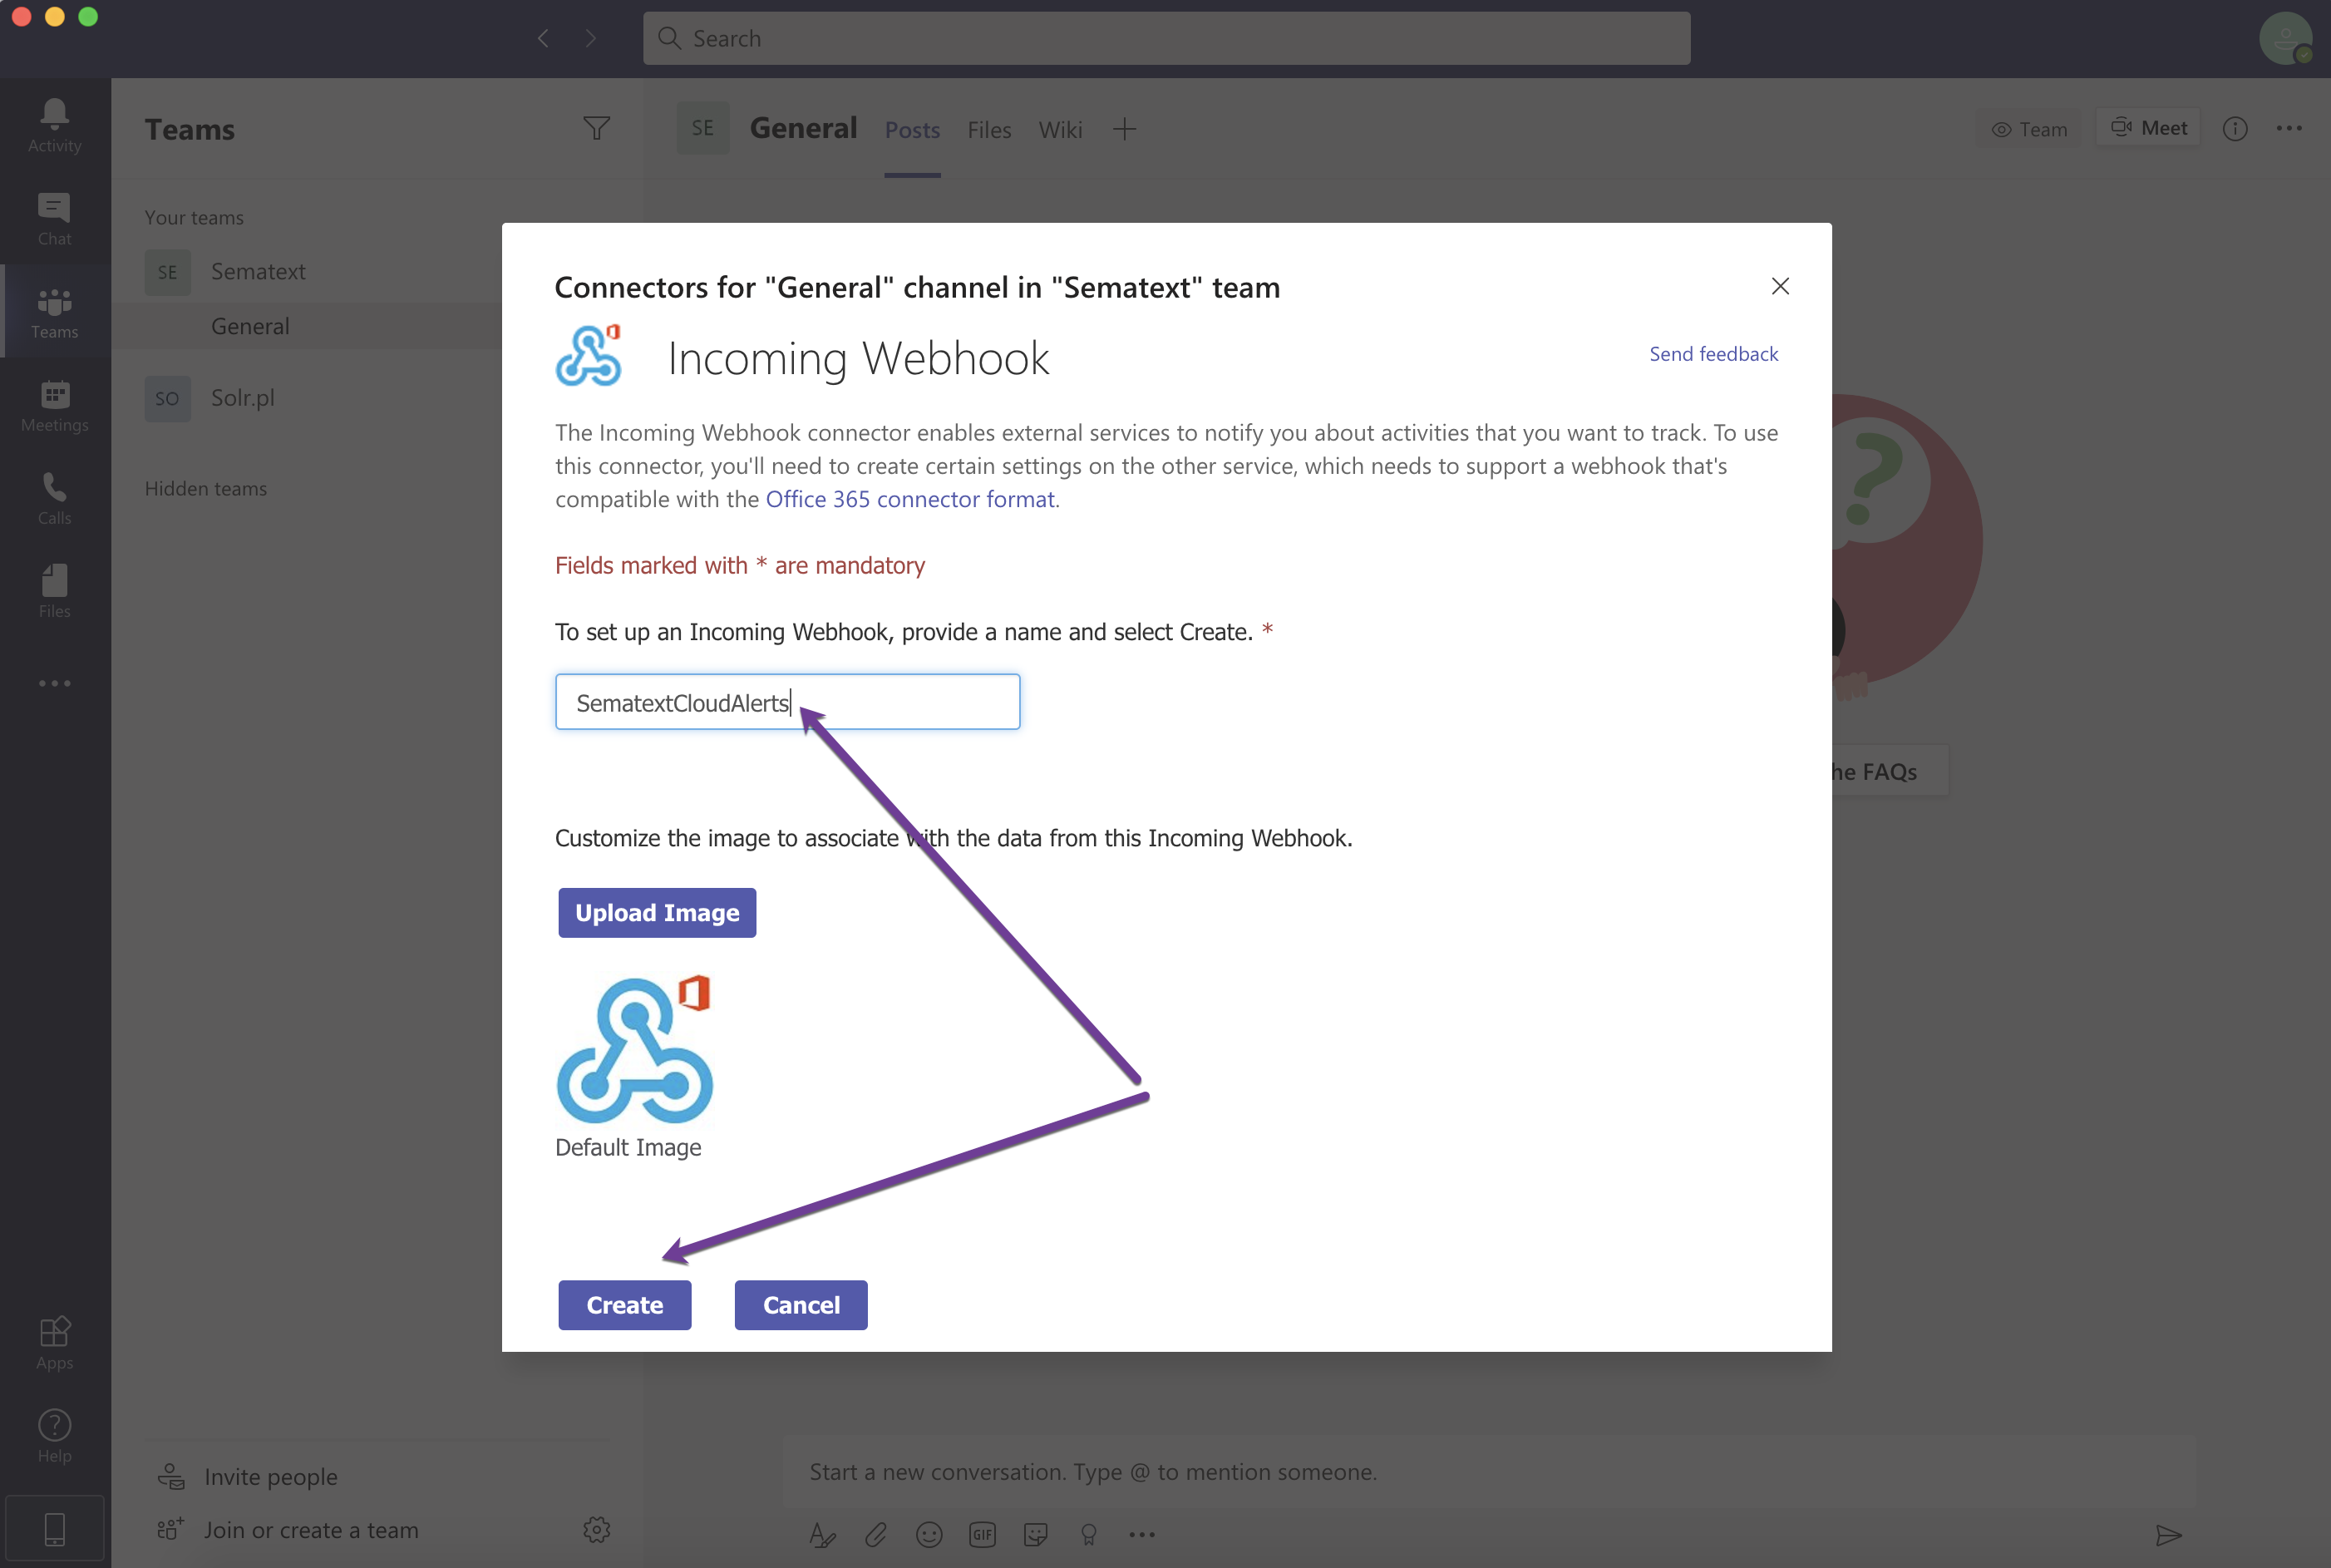 Search
Activity
Chat
Teams
Meetings
Calls
Files
Apps
Help
Teams
Your teams
SE Sematext
General
SO Solr.pl
Hidden teams
Invite people
Join or create a team
SE General Posts Files Wiki
Team Meet
Connectors for "General" channel in "Sematext" team
Incoming Webhook
Send feedback
The Incoming Webhook connector enables external services to notify you about activities that you want to track. To use
this connector, you'll need to create certain settings on the other service, which needs to support a webhook that's
compatible with the Office 365 connector format.
Fields marked with * are mandatory
To set up an Incoming Webhook, provide a name and select Create. *
SematextCloudAlerts
Customize the image to associate with the data from this Incoming Webhook.
Upload Image
Default Image
Create Cancel
?
he FAQs
Start a new conversation. Type @ to mention someone.
GIF